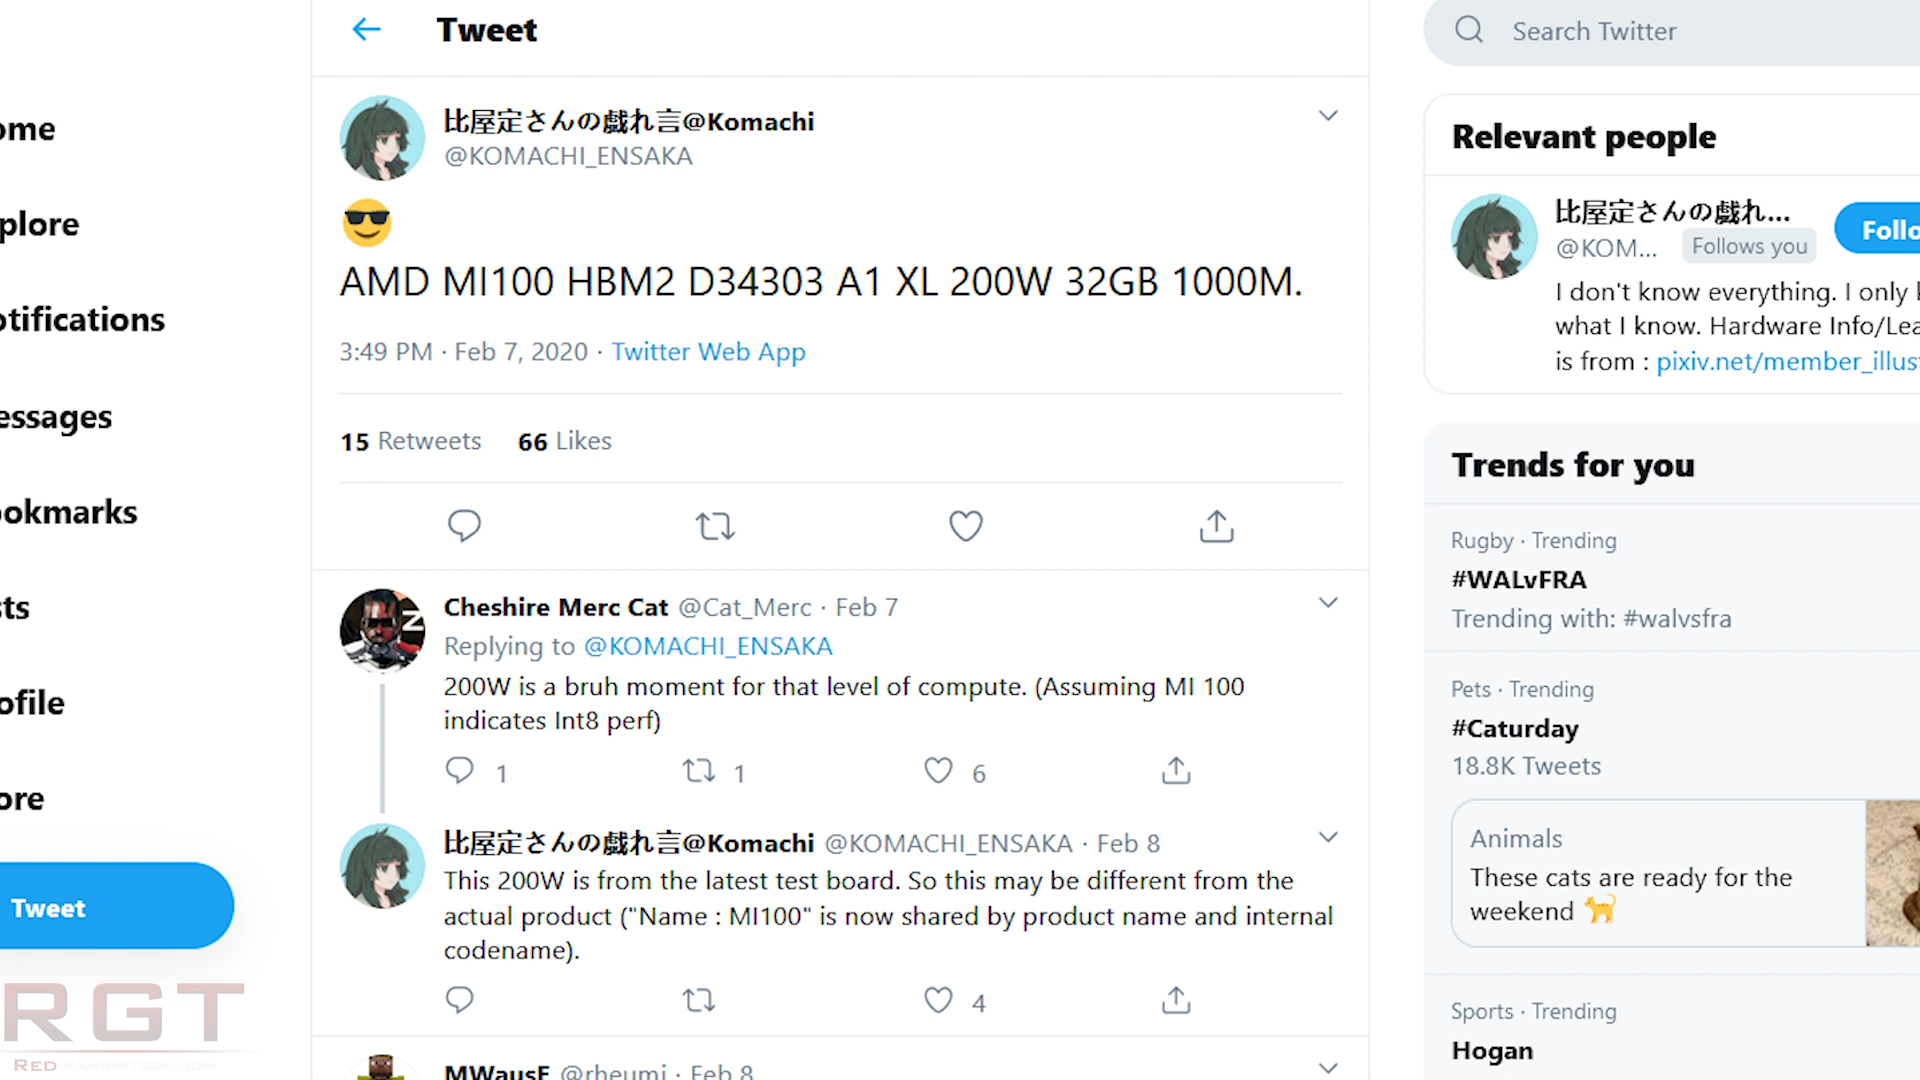 Tweet
Search Twitter
ome
plore
otifications
essages
okmarks
sts
ofile
ore
Tweet
比屋定さんの戯れ言@Komachi
@KOMACHI_ENSAKA
AMD MI100 HBM2 D34303 A1 XL 200W 32GB 1000M.
3:49 PM · Feb 7, 2020 · Twitter Web App
15 Retweets 66 Likes
Cheshire Merc Cat @Cat_Merc · Feb 7
Replying to @KOMACHI_ENSAKA
200W is a bruh moment for that level of compute. (Assuming MI 100
indicates Int8 perf)
1 1 6
比屋定さんの戯れ言@Komachi @KOMACHI_ENSAKA · Feb 8
This 200W is from the latest test board. So this may be different from the
actual product ("Name : MI100" is now shared by product name and internal
codename).
4
MWausE @rheumi · Feb 8
Relevant people
比屋定さんの戯れ...
@KOM... Follows you
Follo
I don't know everything. I only k
what I know. Hardware Info/Lea
is from : pixiv.net/member_illust
Trends for you
Rugby · Trending
#WALvFRA
Trending with: #walvsfra
Pets · Trending
#Caturday
18.8K Tweets
Animals
These cats are ready for the
weekend
Sports · Trending
Hogan
RGT
RED GAMINGTECH.COM